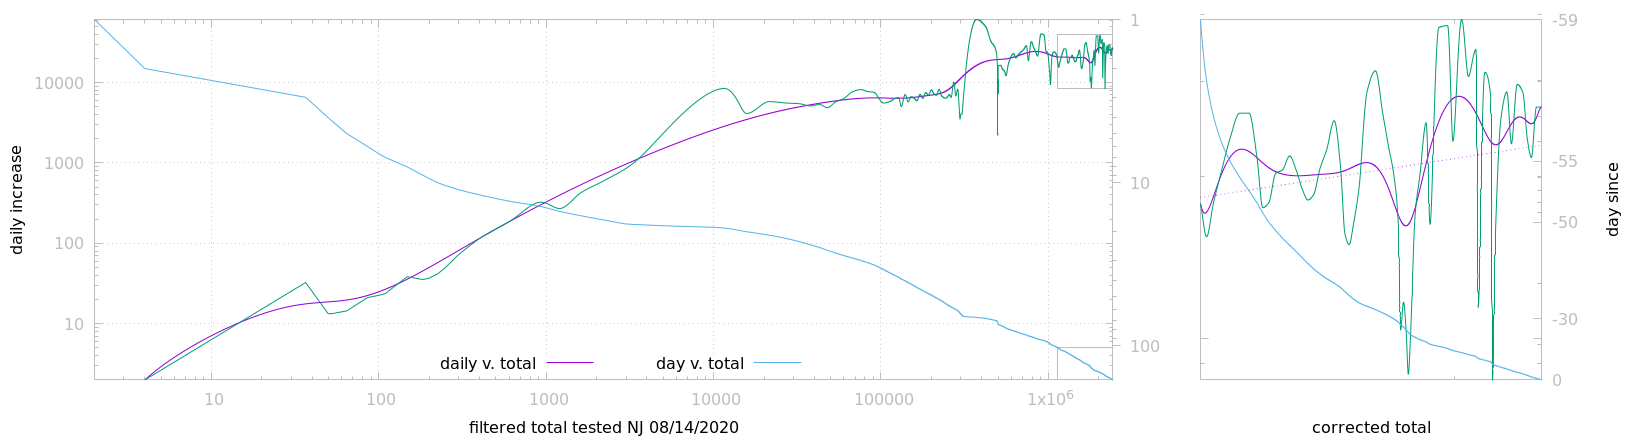 10000
1000
100
10
daily increase
10
100
1000
10000
100000
1x10^6
1
10
100
daily v. total
day v. total
filtered total tested NJ 08/14/2020
-59
-55
-50
-30
0
day since
corrected total